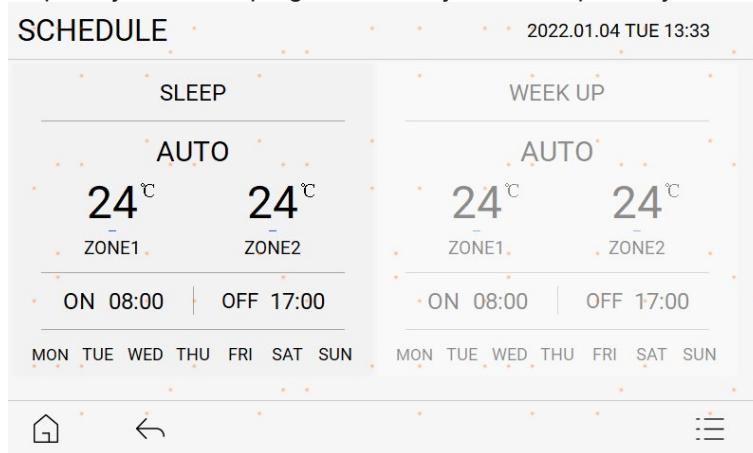 SCHEDULE 2022.01.04 TUE 13:33
SLEEP
AUTO
24℃ 24℃
ZONE1 ZONE2
ON 08:00 OFF 17:00
MON TUE WED THU FRI SAT SUN
WEEK UP
AUTO
24℃ 24℃
ZONE1 ZONE2
ON 08:00 OFF 17:00
MON TUE WED THU FRI SAT SUN